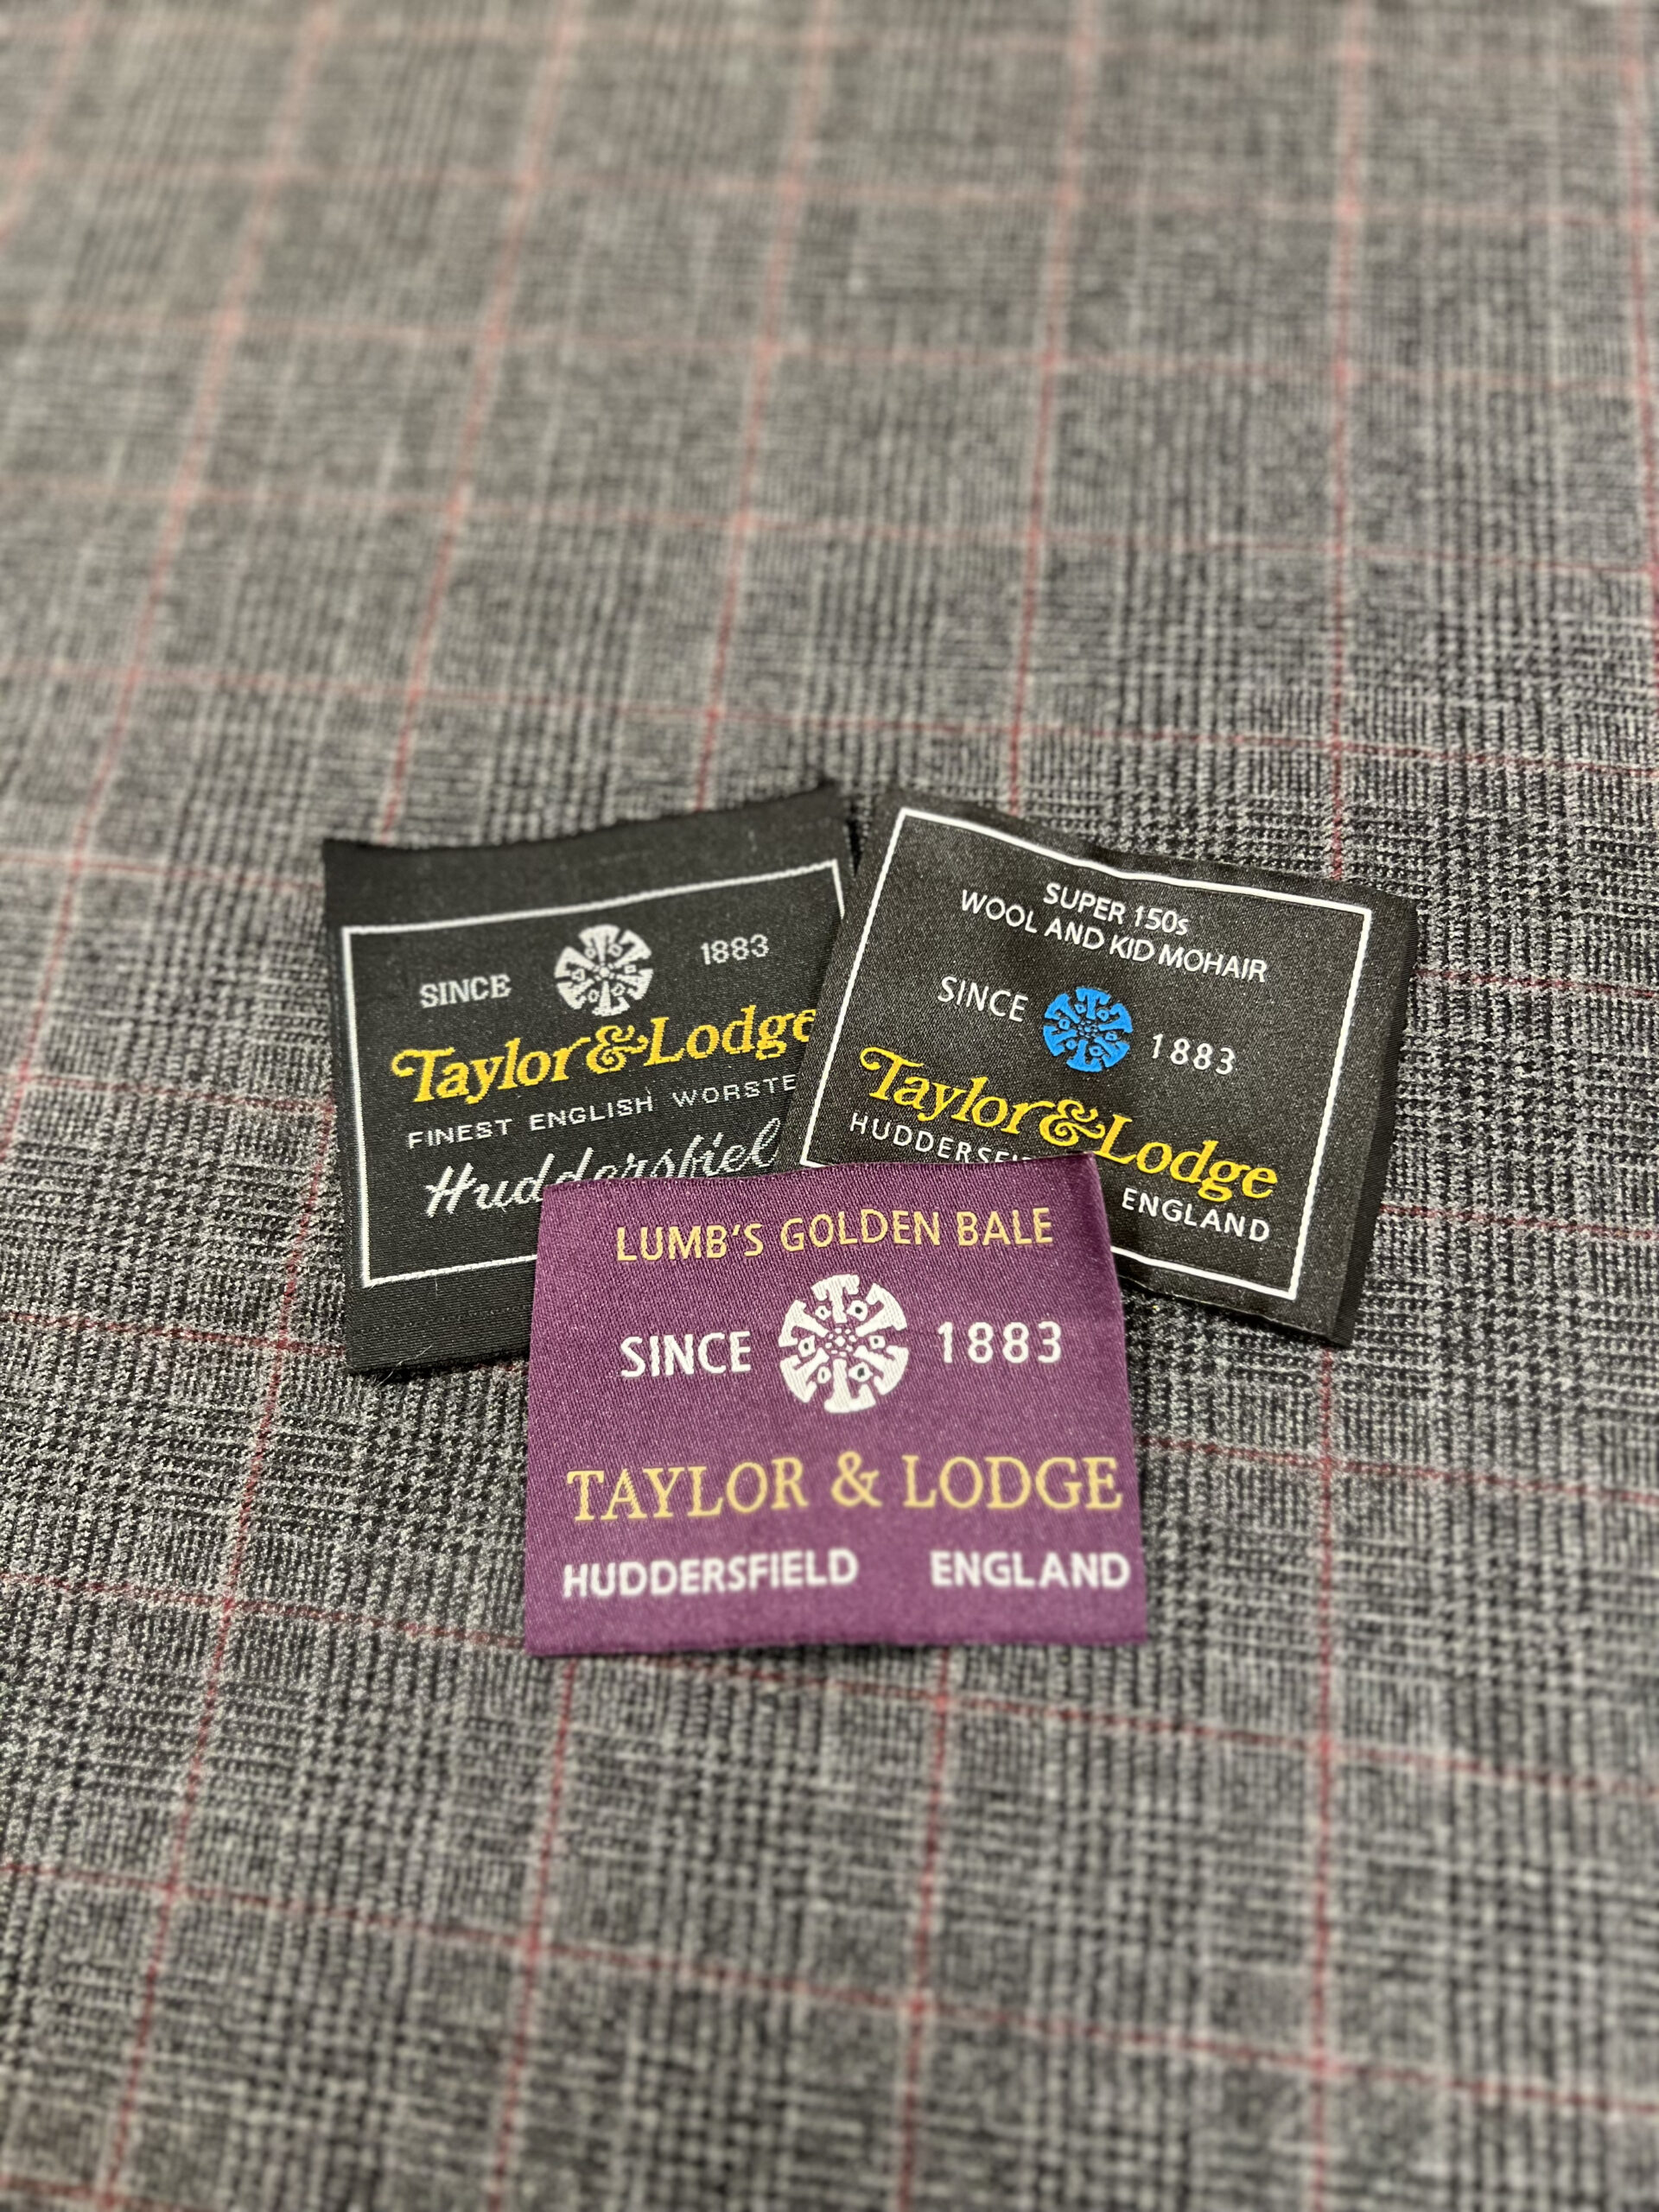 SINCE 1883
Taylor & Lodge
FINEST ENGLISH WORSTE
Huddersfiel
SUPER 150s
WOOL AND KID MOHAIR
SINCE 1883
Taylor & Lodge
HUDDERSFI ENGLAND
LUMB'S GOLDEN BALE
SINCE 1883
TAYLOR & LODGE
HUDDERSFIELD ENGLAND